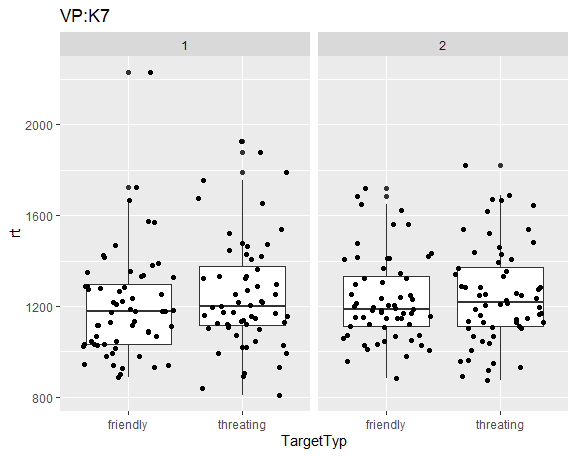 VP:K7
1 2
rt
2000
1600
1200
800
friendly threating friendly threating
TargetTyp